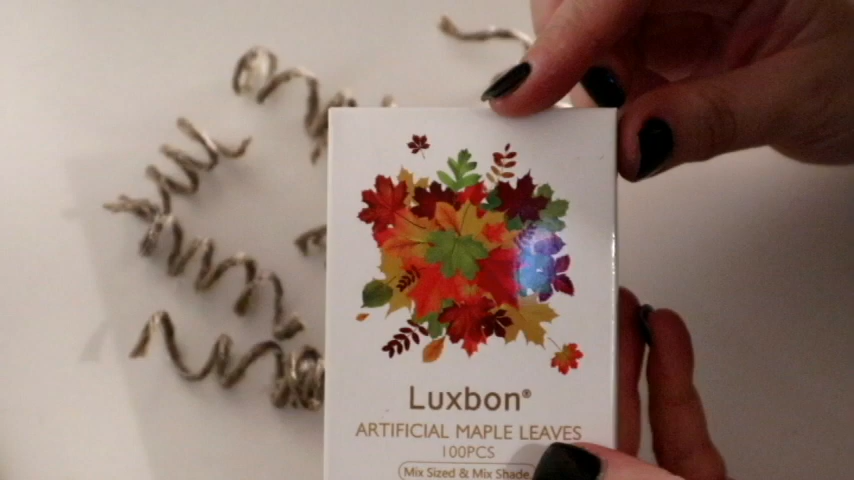 Luxbon®
ARTIFICIAL MAPLE LEAVES
100PCS
Mix Sized & Mix Shade